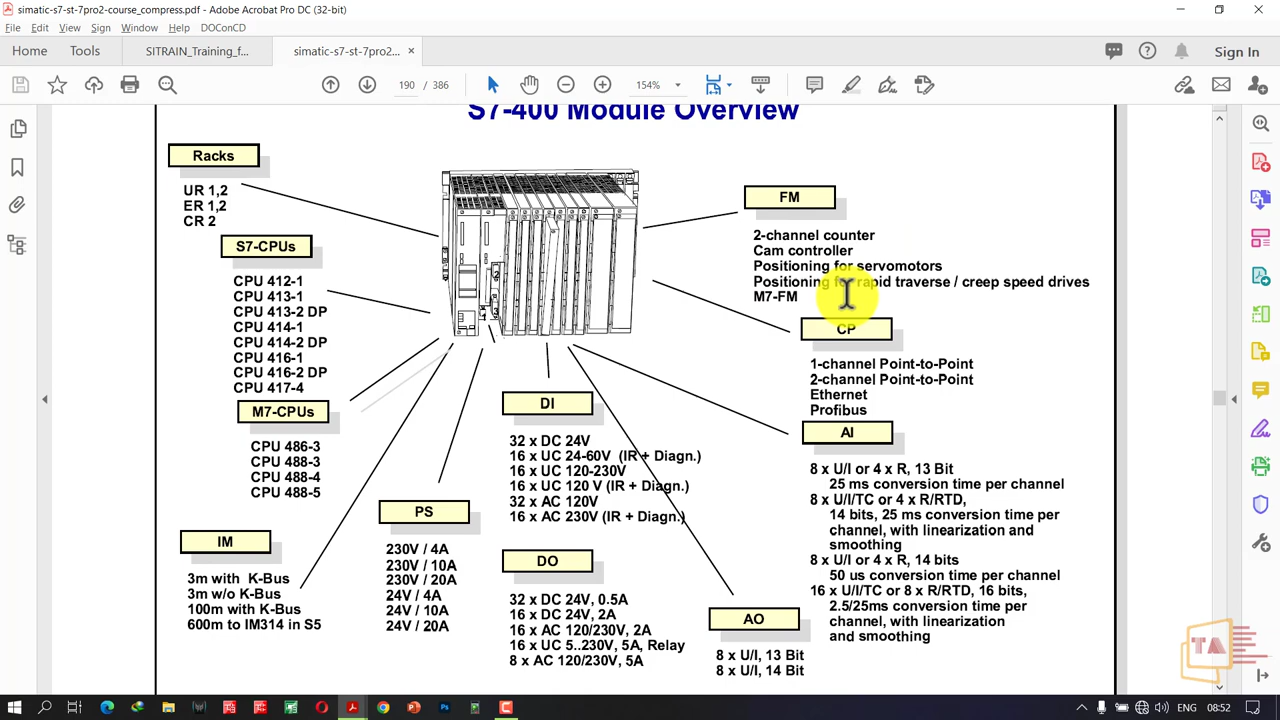 simatic-s7-st-7pro2-course_compress.pdf - Adobe Acrobat Pro DC (32-bit)
File Edit View Sign Window Help DOConCD
Home Tools SITRAIN_Training_f... simatic-s7-st-7pro2... × Sign In
190 / 386 154%
S7-400 Module Overview
Racks
UR 1,2
ER 1,2
CR 2
S7-CPUs
CPU 412-1
CPU 413-1
CPU 413-2 DP
CPU 414-1
CPU 414-2 DP
CPU 416-1
CPU 416-2 DP
CPU 417-4
M7-CPUs
CPU 486-3
CPU 488-3
CPU 488-4
CPU 488-5
IM
3m with K-Bus
3m w/o K-Bus
100m with K-Bus
600m to IM314 in S5
PS
230V / 4A
230V / 10A
230V / 20A
24V / 4A
24V / 10A
24V / 20A
DI
32 x DC 24V
16 x UC 24-60V (IR + Diagn.)
16 x UC 120-230V
16 x UC 120 V (IR + Diagn.)
32 x AC 120V
16 x AC 230V (IR + Diagn.)
DO
32 x DC 24V, 0.5A
16 x DC 24V, 2A
16 x AC 120/230V, 2A
16 x UC 5..230V, 5A, Relay
8 x AC 120/230V, 5A
FM
2-channel counter
Cam controller
Positioning for servomotors
Positioning for rapid traverse / creep speed drives
M7-FM
CP
1-channel Point-to-Point
2-channel Point-to-Point
Ethernet
Profibus
AI
8 x U/I or 4 x R, 13 Bit
25 ms conversion time per channel
8 x U/I/TC or 4 x R/RTD,
14 bits, 25 ms conversion time per
channel, with linearization and
smoothing
8 x U/I or 4 x R, 14 bits
50 us conversion time per channel
16 x U/I/TC or 8 x R/RTD, 16 bits,
2.5/25ms conversion time per
channel, with linearization
and smoothing
AO
8 x U/I, 13 Bit
8 x U/I, 14 Bit
TA
ENG 08:52